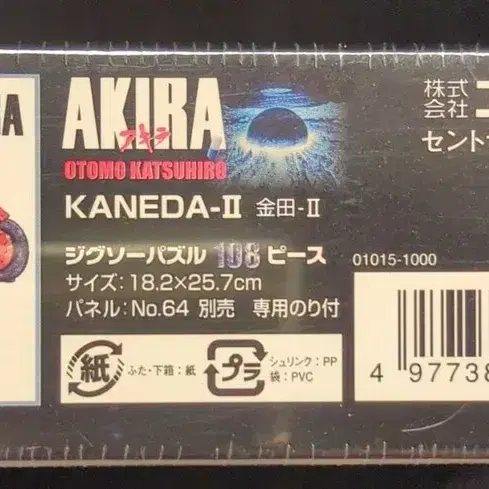 AKIRA
アキラ
OTOMO KATSUHIRO
KANEDA-II 金田-II
ジグソーパズル 108 ピース
サイズ:18.2×25.7cm
パネル:No.64 別売 専用のり付
紙 ふた・下箱:紙
プラ シュリンク:PP
袋:PVC
A
株式
会社
セント
01015-1000
4 97738